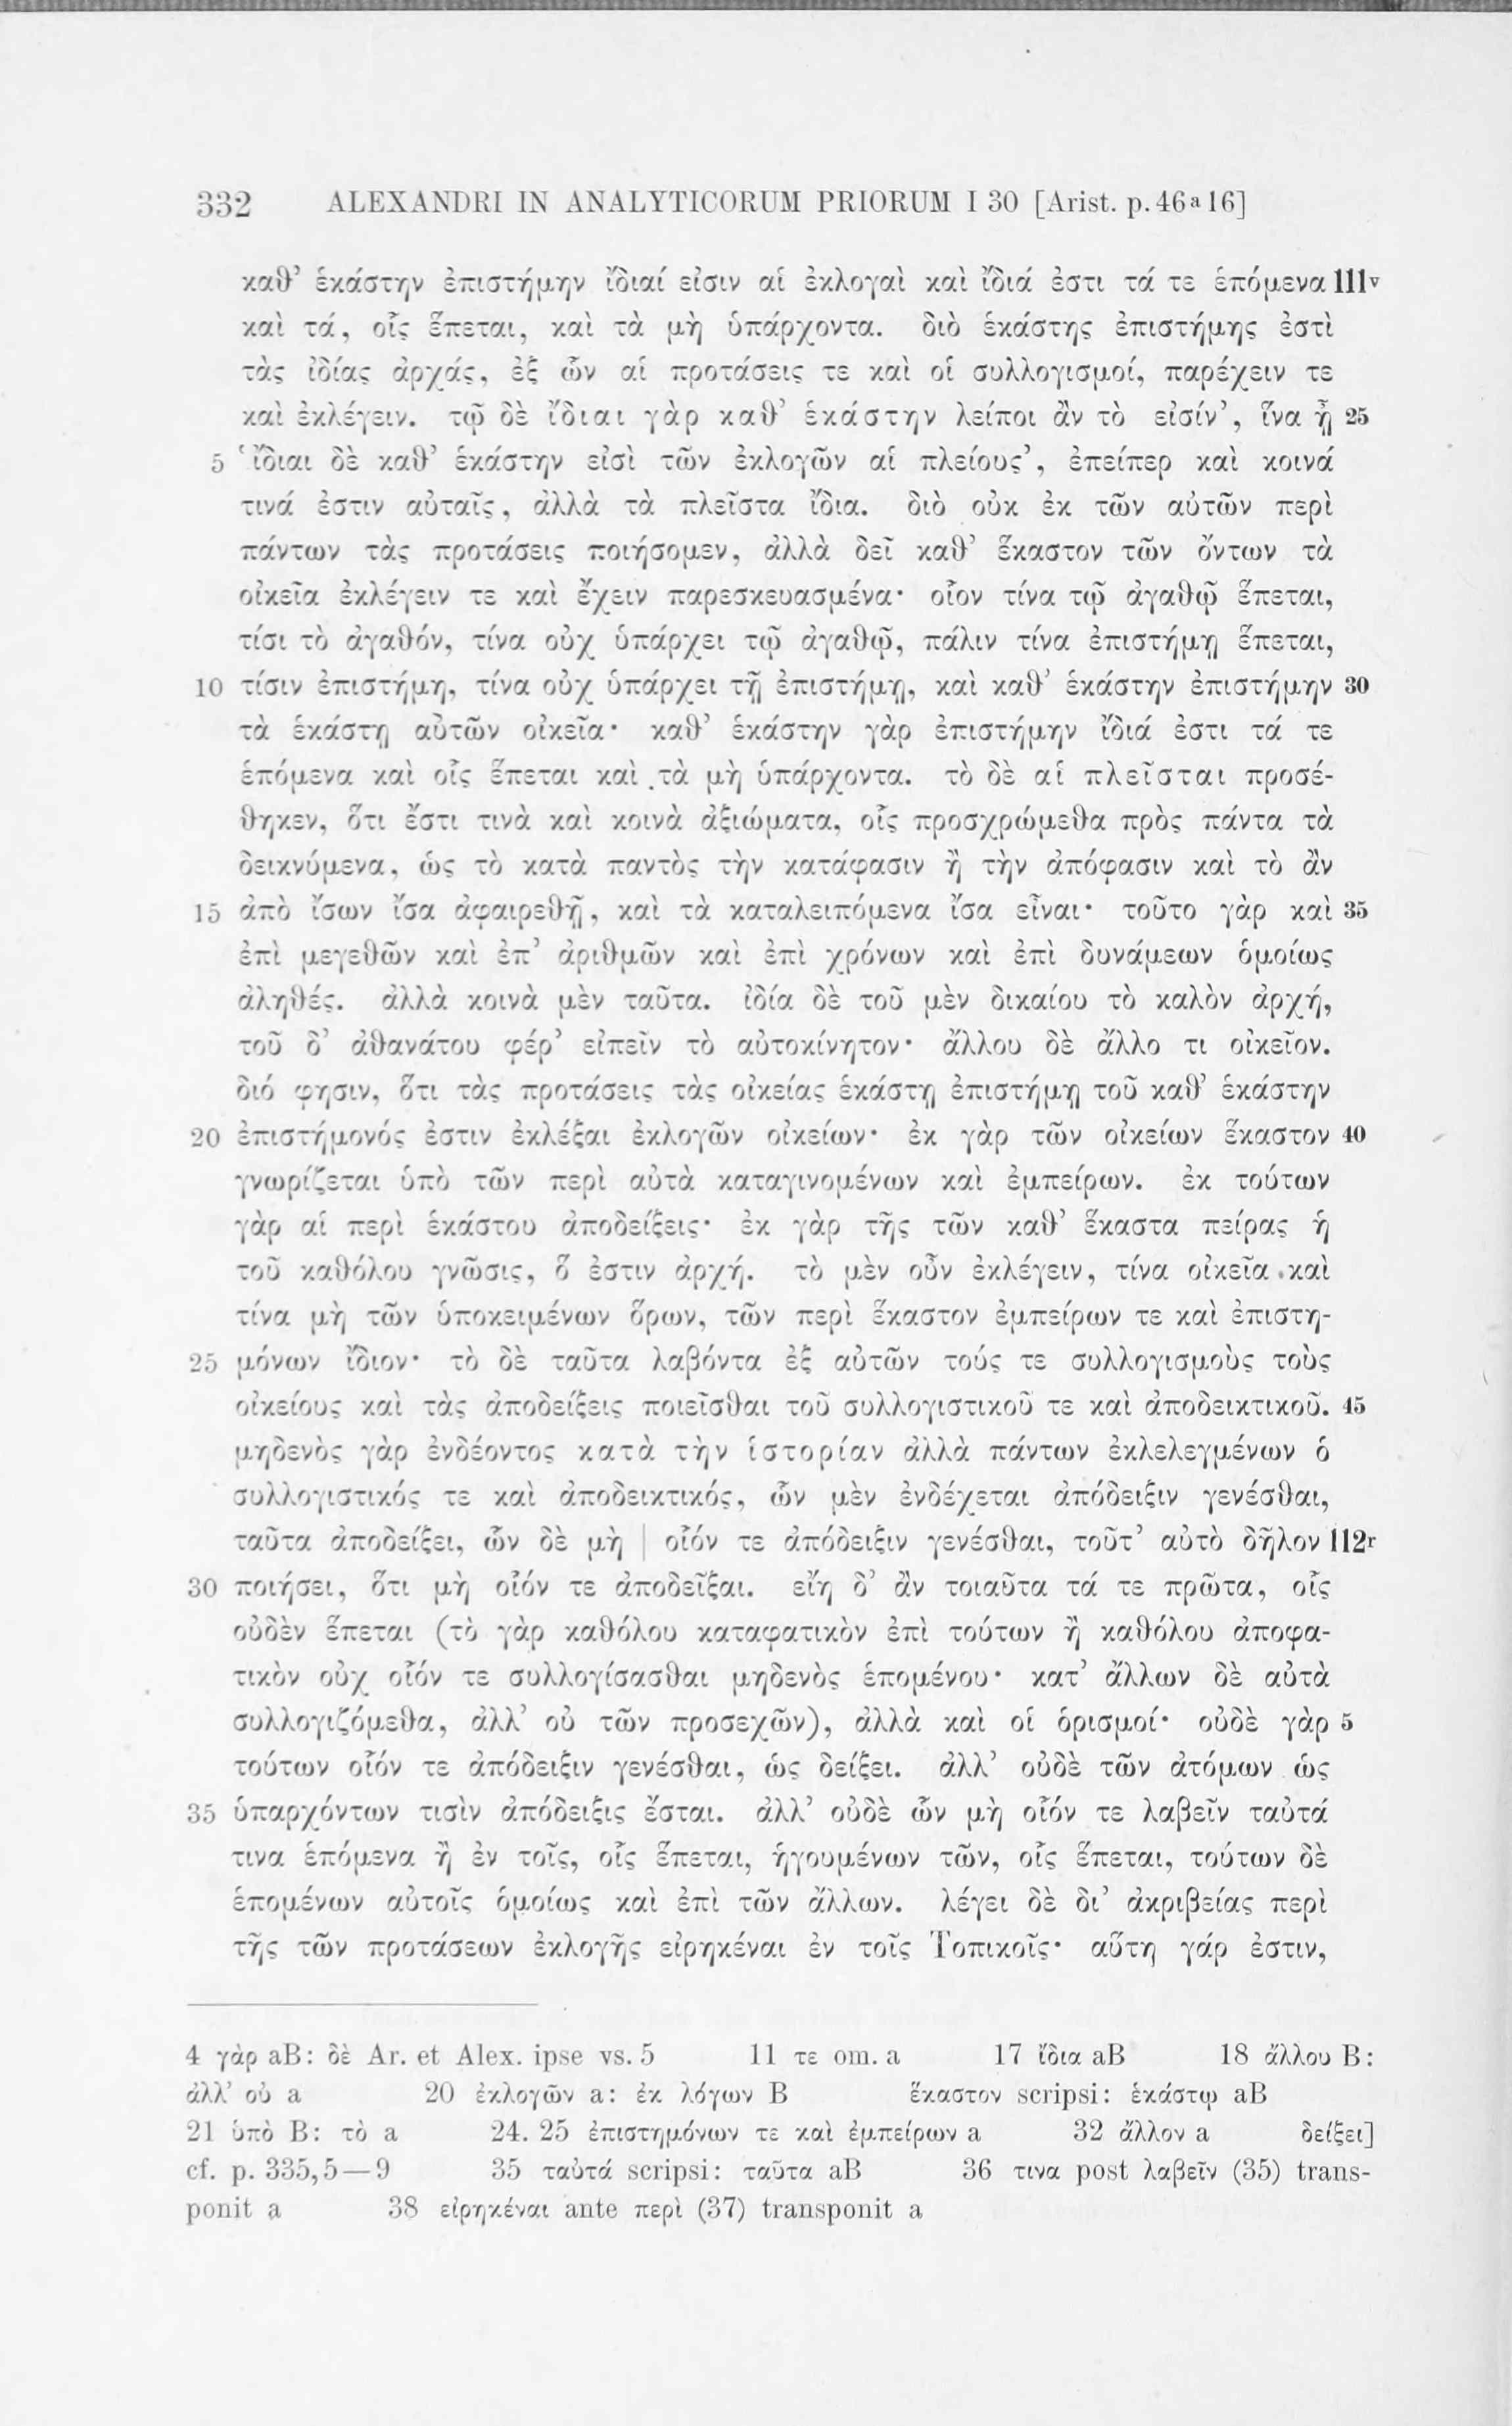 332 ALEXANDRI IN ANALYTICORUM PRIORUM I 30 [Arist. p. 46a16]
καθ’ ἑκάστην ἐπιστήμην ἴδιαί εἰσιν αἱ ἐκλογαὶ καὶ ἴδιά ἐστι τά τε ἑπόμενα 111v
καὶ τά, οἷς ἕπεται, καὶ τὰ μὴ ὑπάρχοντα. διὸ ἑκάστης ἐπιστήμης ἐστὶ
τὰς ἰδίας ἀρχάς, ἐξ ὧν αἱ προτάσεις τε καὶ οἱ συλλογισμοί, παρέχειν τε
καὶ ἐκλέγειν. τῷ δὲ ἴδιαι γὰρ καθ’ ἑκάστην λείποι ἂν τὸ εἰσίν’, ἵνα ᾖ 25
5 ‘ἴδιαι δὲ καθ’ ἑκάστην εἰσὶ τῶν ἐκλογῶν αἱ πλείους’, ἐπείπερ καὶ κοινά
τινά ἐστιν αὐταῖς, ἀλλὰ τὰ πλεῖστα ἴδια. διὸ οὐκ ἐκ τῶν αὐτῶν περὶ
πάντων τὰς προτάσεις ποιήσομεν, ἀλλὰ δεῖ καθ’ ἕκαστον τῶν ὄντων τὰ
οἰκεῖα ἐκλέγειν τε καὶ ἔχειν παρεσκευασμένα· οἷον τίνα τῷ ἀγαθῷ ἕπεται,
τίσι τὸ ἀγαθόν, τίνα οὐχ ὑπάρχει τῷ ἀγαθῷ, πάλιν τίνα ἐπιστήμῃ ἕπεται,
10 τίσιν ἐπιστήμη, τίνα οὐχ ὑπάρχει τῇ ἐπιστήμῃ, καὶ καθ’ ἑκάστην ἐπιστήμην 30
τὰ ἑκάστῃ αὐτῶν οἰκεῖα· καθ’ ἑκάστην γὰρ ἐπιστήμην ἴδιά ἐστι τά τε
ἑπόμενα καὶ οἷς ἕπεται καὶ τὰ μὴ ὑπάρχοντα. τὸ δὲ αἱ πλεῖσται προσέ-
θηκεν, ὅτι ἔστι τινὰ καὶ κοινὰ ἀξιώματα, οἷς προσχρώμεθα πρὸς πάντα τὰ
δεικνύμενα, ὡς τὸ κατὰ παντὸς τὴν κατάφασιν ἢ τὴν ἀπόφασιν καὶ τὸ ἂν
15 ἀπὸ ἴσων ἴσα ἀφαιρεθῇ, καὶ τὰ καταλειπόμενα ἴσα εἶναι· τοῦτο γὰρ καὶ 35
ἐπὶ μεγεθῶν καὶ ἐπ’ ἀριθμῶν καὶ ἐπὶ χρόνων καὶ ἐπὶ δυνάμεων ὁμοίως
ἀληθές. ἀλλὰ κοινὰ μὲν ταῦτα. ἰδία δὲ τοῦ μὲν δικαίου τὸ καλὸν ἀρχή,
τοῦ δ’ ἀθανάτου φέρ’ εἰπεῖν τὸ αὐτοκίνητον· ἄλλου δὲ ἄλλο τι οἰκεῖον.
διό φησιν, ὅτι τὰς προτάσεις τὰς οἰκείας ἑκάστῃ ἐπιστήμῃ τοῦ καθ’ ἑκάστην
20 ἐπιστήμονός ἐστιν ἐκλέξαι ἐκλογῶν οἰκείων· ἐκ γὰρ τῶν οἰκείων ἕκαστον 40
γνωρίζεται ὑπὸ τῶν περὶ αὐτὰ καταγινομένων καὶ ἐμπείρων. ἐκ τούτων
γὰρ αἱ περὶ ἑκάστου ἀποδείξεις· ἐκ γὰρ τῆς τῶν καθ’ ἕκαστα πείρας ἡ
τοῦ καθόλου γνῶσις, ὅ ἐστιν ἀρχή. τὸ μὲν οὖν ἐκλέγειν, τίνα οἰκεῖα καὶ
τίνα μὴ τῶν ὑποκειμένων ὅρων, τῶν περὶ ἕκαστον ἐμπείρων τε καὶ ἐπιστη-
25 μόνων ἴδιον· τὸ δὲ ταῦτα λαβόντα ἐξ αὐτῶν τούς τε συλλογισμοὺς τοὺς
οἰκείους καὶ τὰς ἀποδείξεις ποιεῖσθαι τοῦ συλλογιστικοῦ τε καὶ ἀποδεικτικοῦ. 45
μηδενὸς γὰρ ἐνδέοντος κατὰ τὴν ἱστορίαν ἀλλὰ πάντων ἐκλελεγμένων ὁ
συλλογιστικός τε καὶ ἀποδεικτικός, ὧν μὲν ἐνδέχεται ἀπόδειξιν γενέσθαι,
ταῦτα ἀποδείξει, ὧν δὲ μὴ | οἷόν τε ἀπόδειξιν γενέσθαι, τοῦτ’ αὐτὸ δῆλον 112r
30 ποιήσει, ὅτι μὴ οἷόν τε ἀποδεῖξαι. εἴη δ’ ἂν τοιαῦτα τά τε πρῶτα, οἷς
οὐδὲν ἕπεται (τὸ γὰρ καθόλου καταφατικὸν ἐπὶ τούτων ἢ καθόλου ἀποφα-
τικὸν οὐχ οἷόν τε συλλογίσασθαι μηδενὸς ἑπομένου· κατ’ ἄλλων δὲ αὐτὰ
συλλογιζόμεθα, ἀλλ’ οὐ τῶν προσεχῶν), ἀλλὰ καὶ οἱ ὁρισμοί· οὐδὲ γὰρ 5
τούτων οἷόν τε ἀπόδειξιν γενέσθαι, ὡς δείξει. ἀλλ’ οὐδὲ τῶν ἀτόμων ὡς
35 ὑπαρχόντων τισὶν ἀπόδειξις ἔσται. ἀλλ’ οὐδὲ ὧν μὴ οἷόν τε λαβεῖν ταὐτά
τινα ἑπόμενα ἢ ἐν τοῖς, οἷς ἕπεται, ἡγουμένων τῶν, οἷς ἕπεται, τούτων δὲ
ἑπομένων αὐτοῖς ὁμοίως καὶ ἐπὶ τῶν ἄλλων. λέγει δὲ δι’ ἀκριβείας περὶ
τῆς τῶν προτάσεων ἐκλογῆς εἰρηκέναι ἐν τοῖς Τοπικοῖς· αὕτη γάρ ἐστιν,
4 γὰρ aB: δὲ Ar. et Alex. ipse vs. 5 11 τε om. a 17 ἴδια aB 18 ἄλλου B:
ἀλλ’ οὐ a 20 ἐκλογῶν a: ἐκ λόγων B ἕκαστον scripsi: ἑκάστῳ aB
21 ὑπὸ B: τὸ a 24. 25 ἐπιστημόνων τε καὶ ἐμπείρων a 32 ἄλλον a δείξει]
cf. p. 335,5—9 35 ταὐτά scripsi: ταῦτα aB 36 τινα post λαβεῖν (35) trans-
ponit a 38 εἰρηκέναι ante περὶ (37) transponit a